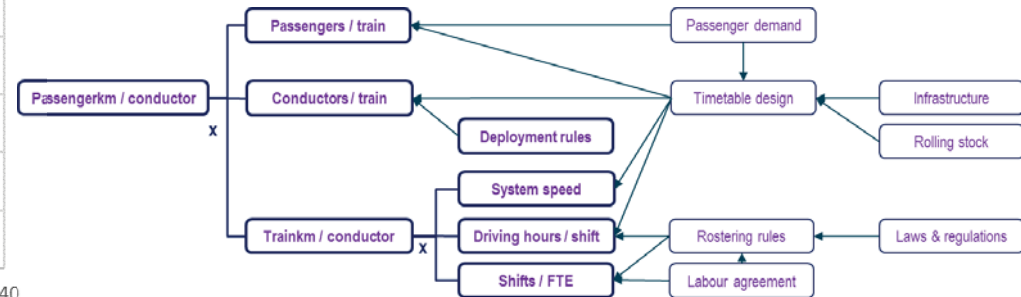 Passengers / train
Passenger demand
Passengerkm / conductor
Conductors / train
Timetable design
Infrastructure
x
Deployment rules
Rolling stock
System speed
Trainkm / conductor
Driving hours / shift
Rostering rules
Laws & regulations
x
Shifts / FTE
Labour agreement
40